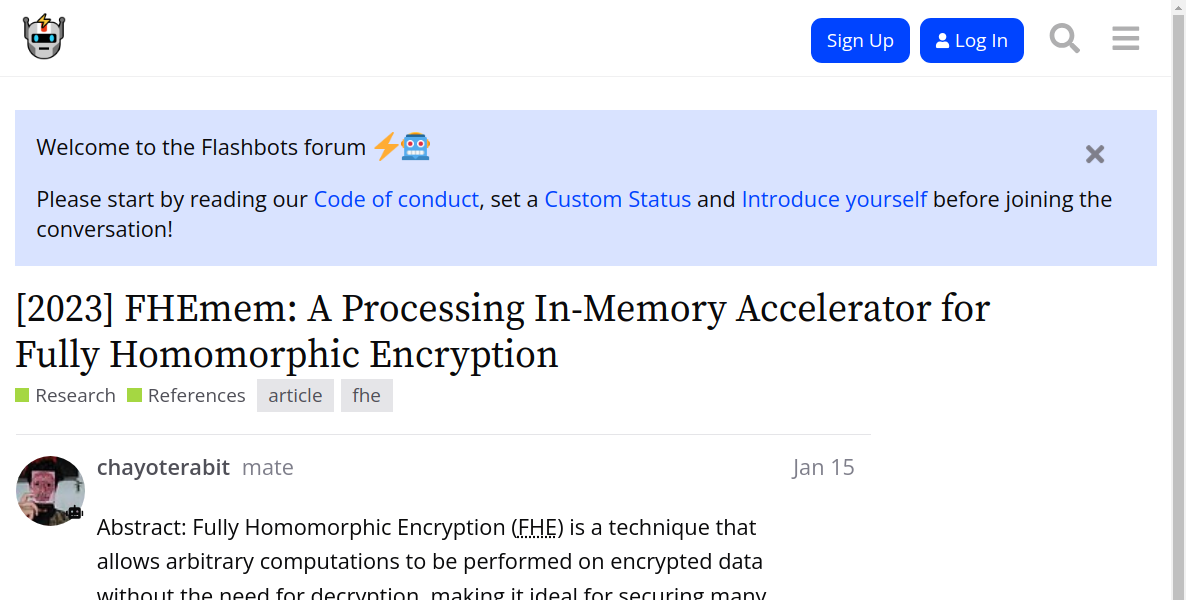 Sign Up
Log In
Welcome to the Flashbots forum
Please start by reading our Code of conduct, set a Custom Status and Introduce yourself before joining the
conversation!
[2023] FHEmem: A Processing In-Memory Accelerator for
Fully Homomorphic Encryption
Research References article fhe
chayoterabit mate Jan 15
Abstract: Fully Homomorphic Encryption (FHE) is a technique that
allows arbitrary computations to be performed on encrypted data
without the need for decryption, making it ideal for securing many